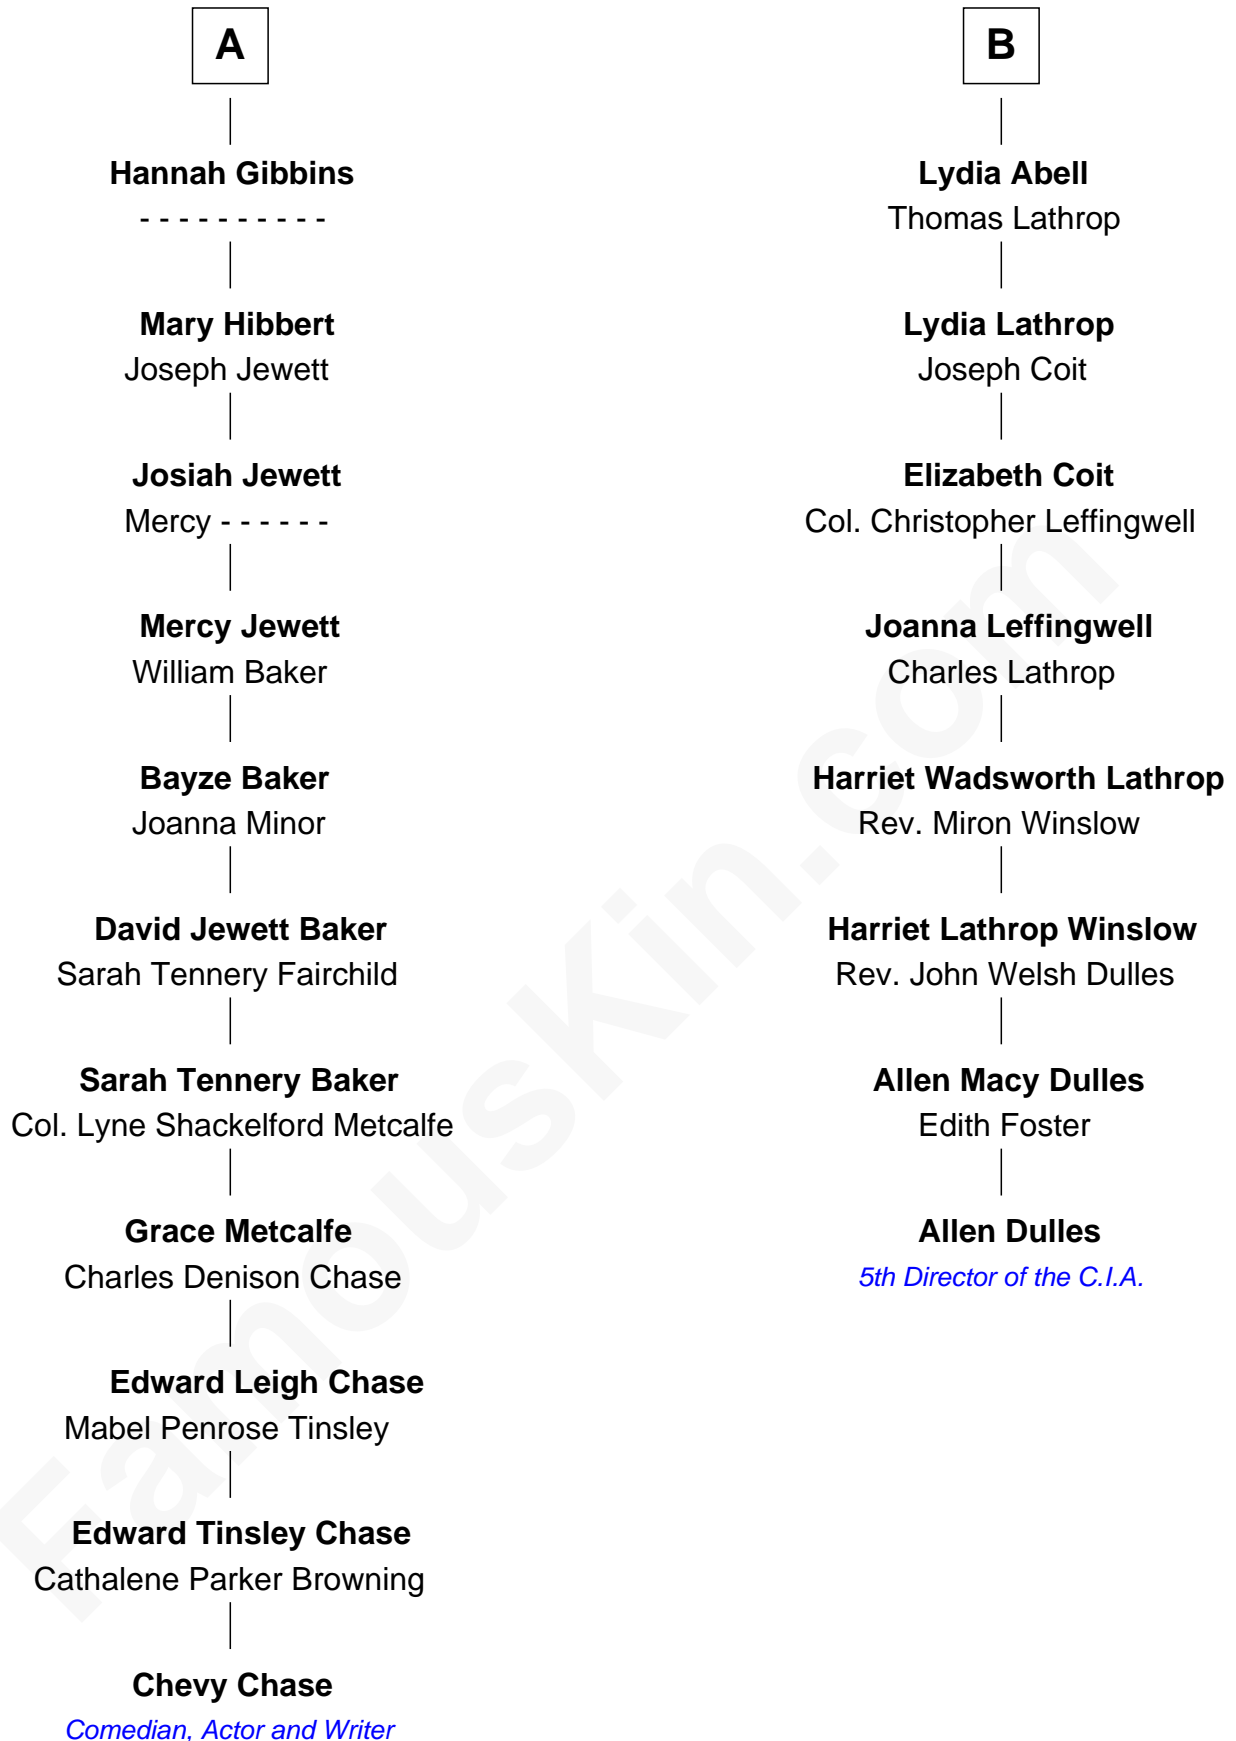 A
Hannah Gibbins
- - - - - - - - - -
Mary Hibbert
Joseph Jewett
Josiah Jewett
Mercy - - - - - -
Mercy Jewett
William Baker
Bayze Baker
Joanna Minor
David Jewett Baker
Sarah Tennery Fairchild
Sarah Tennery Baker
Col. Lyne Shackelford Metcalfe
Grace Metcalfe
Charles Denison Chase
Edward Leigh Chase
Mabel Penrose Tinsley
Edward Tinsley Chase
Cathalene Parker Browning
Chevy Chase
Comedian, Actor and Writer
B
Lydia Abell
Thomas Lathrop
Lydia Lathrop
Joseph Coit
Elizabeth Coit
Col. Christopher Leffingwell
Joanna Leffingwell
Charles Lathrop
Harriet Wadsworth Lathrop
Rev. Miron Winslow
Harriet Lathrop Winslow
Rev. John Welsh Dulles
Allen Macy Dulles
Edith Foster
Allen Dulles
5th Director of the C.I.A.
FamousKin.com